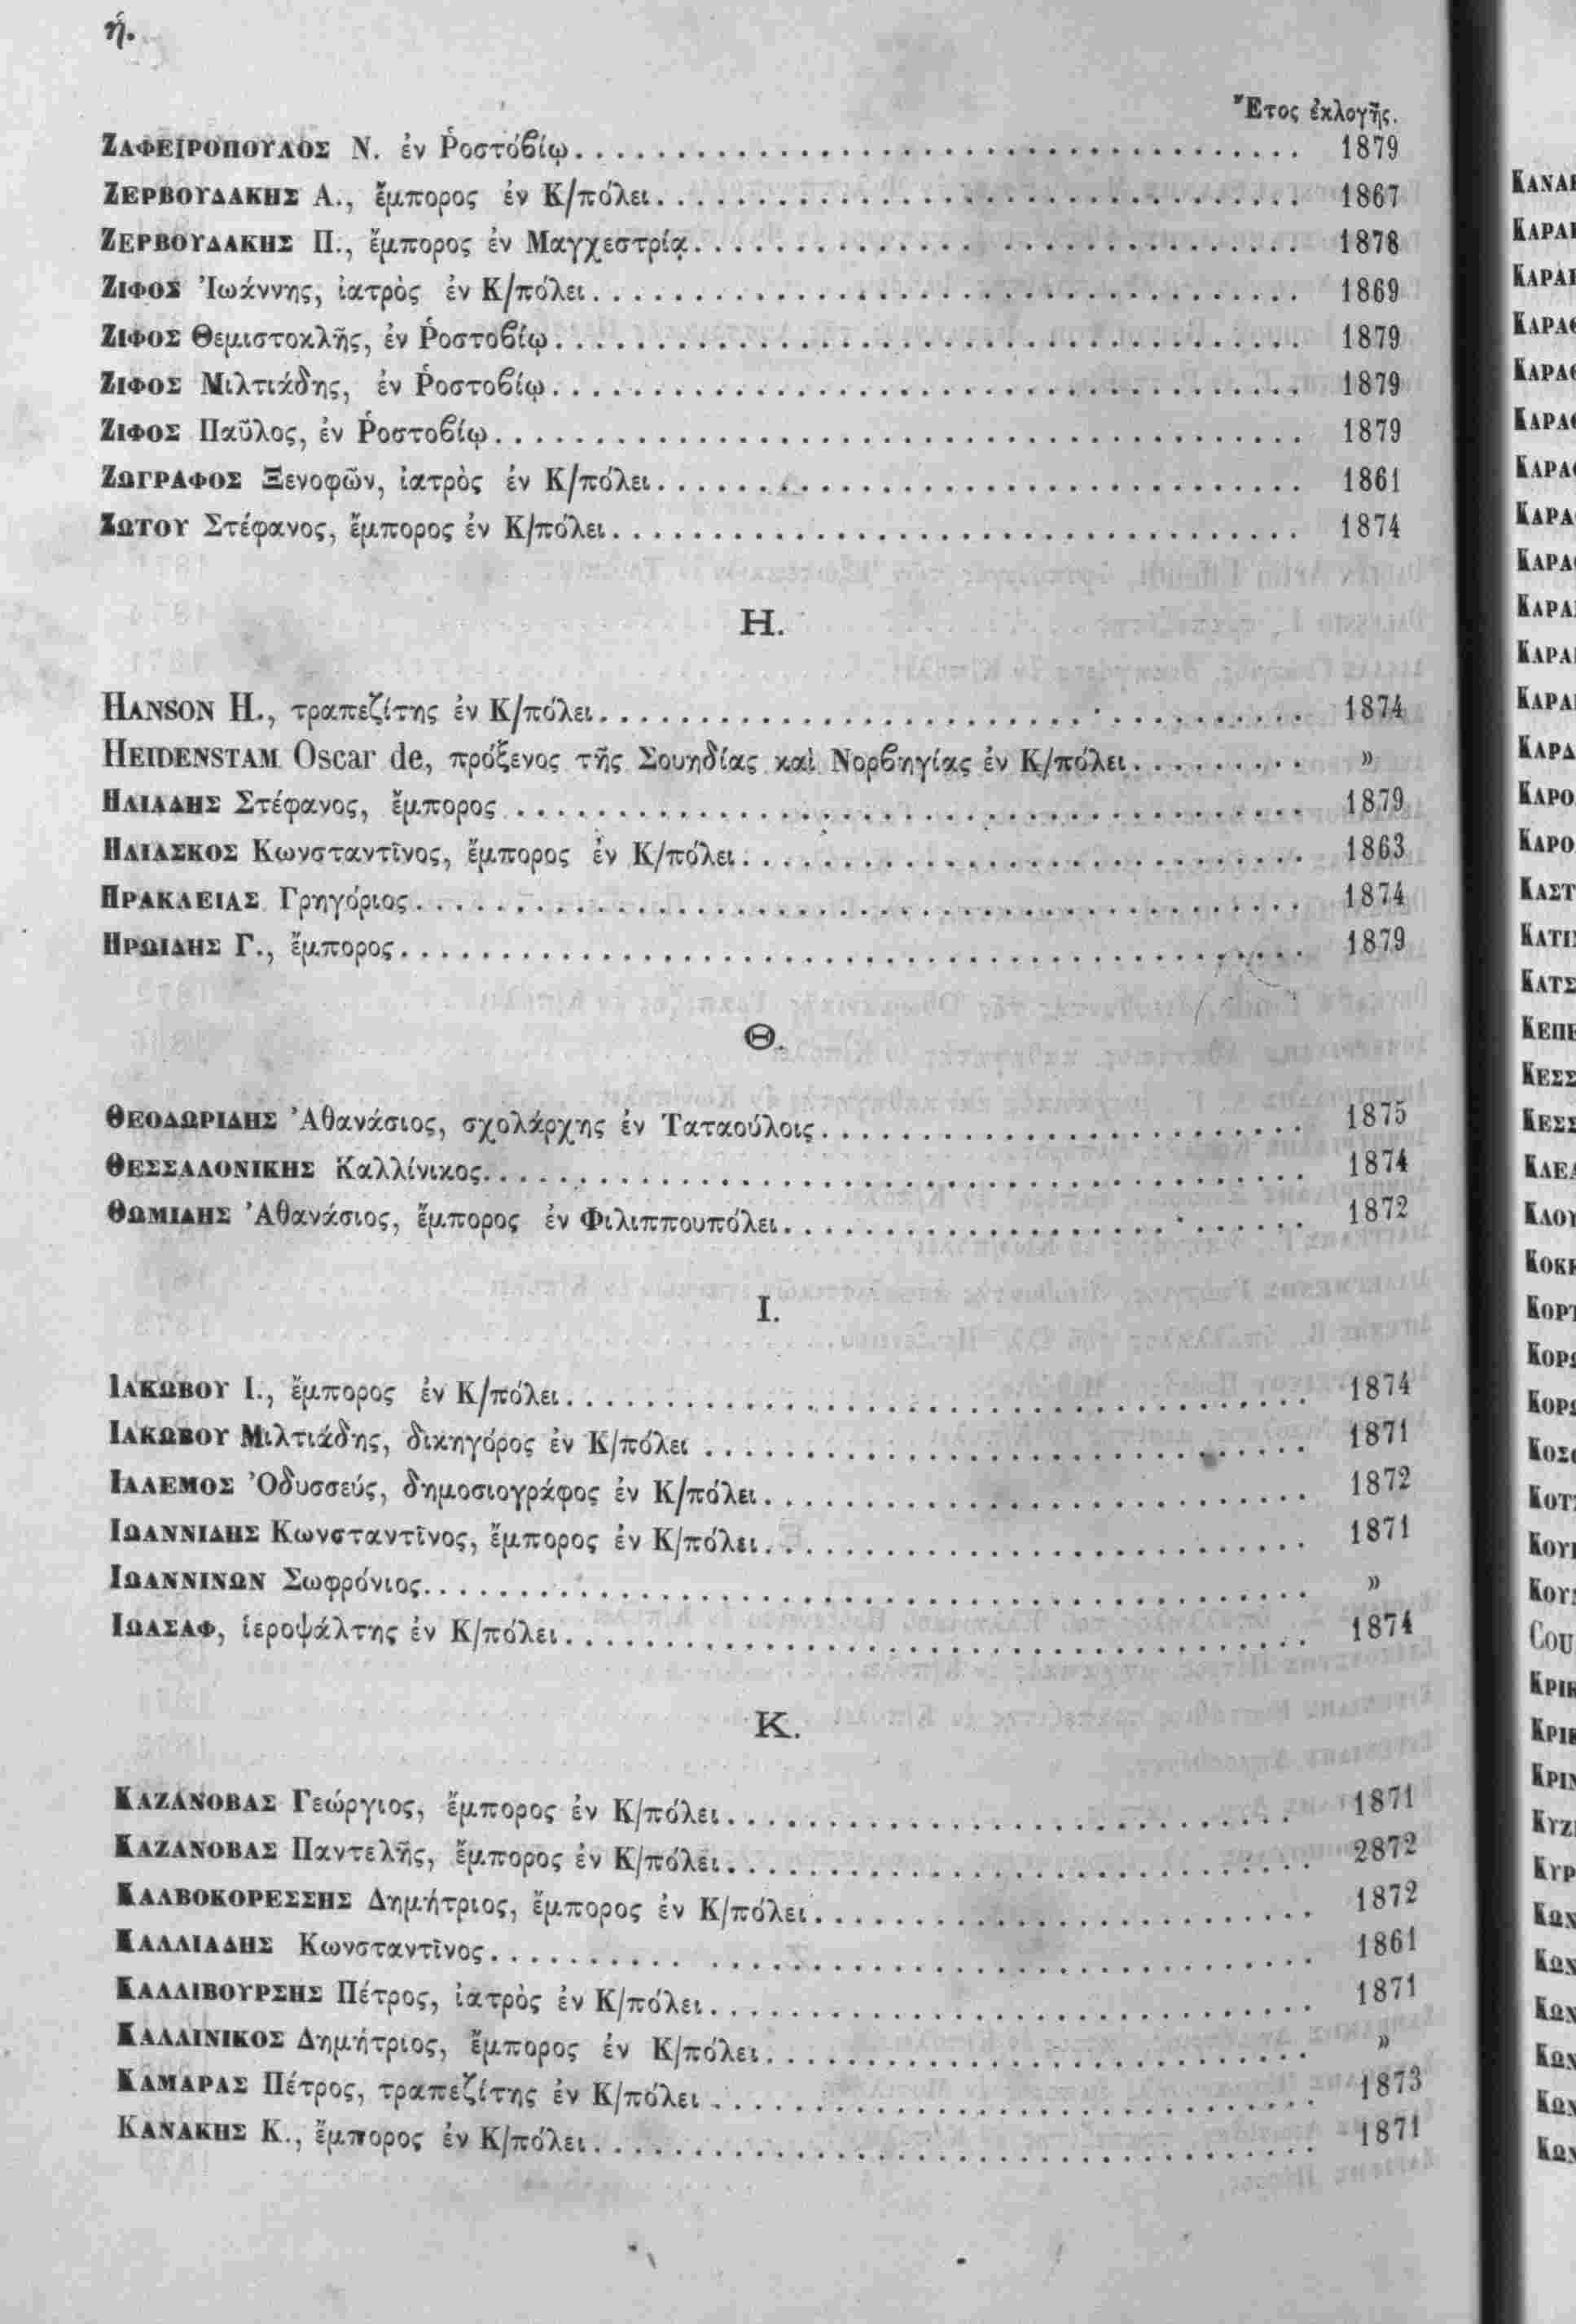 ή.
Ἔτος ἐκλογῆς.
ΖΑΦΕΙΡΟΠΟΥΛΟΣ Ν. ἐν Ῥοστόβίῳ........................ 1879
ΖΕΡΒΟΥΔΑΚΗΣ Α., ἔμπορος ἐν Κ/πόλει........................ 1867
ΖΕΡΒΟΥΔΑΚΗΣ Π., ἔμπορος ἐν Μαγχεστρίᾳ........................ 1878
ΖΙΦΟΣ Ἰωάννης, ἰατρὸς ἐν Κ/πόλει........................ 1869
ΖΙΦΟΣ Θεμιστοκλῆς, ἐν Ῥοστοβίῳ........................ 1879
ΖΙΦΟΣ Μιλτιάδης, ἐν Ῥοστοβίῳ........................ 1879
ΖΙΦΟΣ Παῦλος, ἐν Ῥοστοβίῳ........................ 1879
ΖΩΓΡΑΦΟΣ Ξενοφῶν, ἰατρὸς ἐν Κ/πόλει........................ 1861
ΖΩΤΟΥ Στέφανος, ἔμπορος ἐν Κ/πόλει........................ 1874
Η.
HANSON H., τραπεζίτης ἐν Κ/πόλει........................ 1874
HEIDENSTAM Oscar de, πρόξενος τῆς Σουηδίας καὶ Νορβηγίας ἐν Κ/πόλει......... »
ΗΛΙΑΔΗΣ Στέφανος, ἔμπορος........................ 1879
ΗΛΙΑΣΚΟΣ Κωνσταντῖνος, ἔμπορος ἐν Κ/πόλει........................ 1863
ΗΡΑΚΛΕΙΑΣ Γρηγόριος........................ 1874
ΗΡΩΙΔΗΣ Γ., ἔμπορος........................ 1879
Θ.
ΘΕΟΔΩΡΙΔΗΣ Ἀθανάσιος, σχολάρχης ἐν Ταταούλοις........................ 1875
ΘΕΣΣΑΛΟΝΙΚΗΣ Καλλίνικος........................ 1874
ΘΩΜΙΔΗΣ Ἀθανάσιος, ἔμπορος ἐν Φιλιππουπόλει........................ 1872
Ι.
ΙΑΚΩΒΟΥ Ι., ἔμπορος ἐν Κ/πόλει........................ 1874
ΙΑΚΩΒΟΥ Μιλτιάδης, δικηγόρος ἐν Κ/πόλει........................ 1871
ΙΑΛΕΜΟΣ Ὀδυσσεύς, δημοσιογράφος ἐν Κ/πόλει........................ 1872
ΙΩΑΝΝΙΔΗΣ Κωνσταντῖνος, ἔμπορος ἐν Κ/πόλει........................ 1871
ΙΩΑΝΝΙΝΩΝ Σωφρόνιος........................ »
ΙΩΑΣΑΦ, ἱεροψάλτης ἐν Κ/πόλει........................ 1874
Κ.
ΚΑΖΑΝΟΒΑΣ Γεώργιος, ἔμπορος ἐν Κ/πόλει........................ 1871
ΚΑΖΑΝΟΒΑΣ Παντελῆς, ἔμπορος ἐν Κ/πόλει........................ 2872
ΚΑΛΒΟΚΟΡΕΣΣΗΣ Δημήτριος, ἔμπορος ἐν Κ/πόλει........................ 1872
ΚΑΛΛΙΑΔΗΣ Κωνσταντῖνος........................ 1861
ΚΑΛΛΙΒΟΥΡΣΗΣ Πέτρος, ἰατρὸς ἐν Κ/πόλει........................ 1871
ΚΑΛΛΙΝΙΚΟΣ Δημήτριος, ἔμπορος ἐν Κ/πόλει........................ »
ΚΑΜΑΡΑΣ Πέτρος, τραπεζίτης ἐν Κ/πόλει........................ 1873
ΚΑΝΑΚΗΣ Κ., ἔμπορος ἐν Κ/πόλει........................ 1871